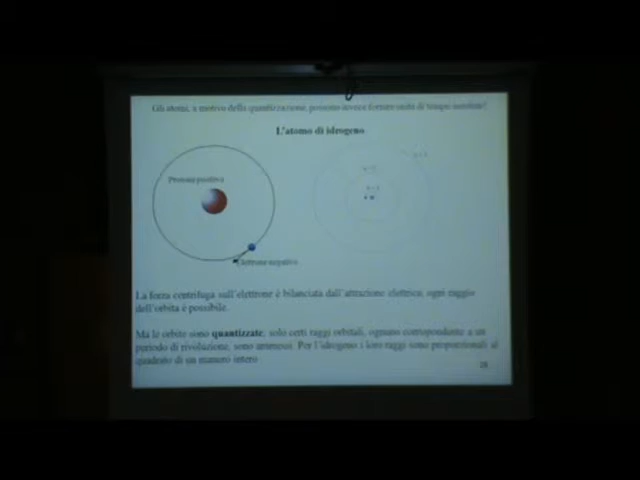 Gli atomi, a motivo della quantizzazione, possono invece fornire unità di tempo assolute!
L'atomo di idrogeno
Protone positivo
Elettrone negativo
La forza centrifuga sull'elettrone è bilanciata dall'attrazione elettrica, ogni raggio
dell'orbita è possibile.
Ma le orbite sono quantizzate, solo certi raggi orbitali, ognuno corrispondente a un
periodo di rivoluzione, sono ammessi. Per l'idrogeno i loro raggi sono proporzionali al
quadrato di un numero intero
28